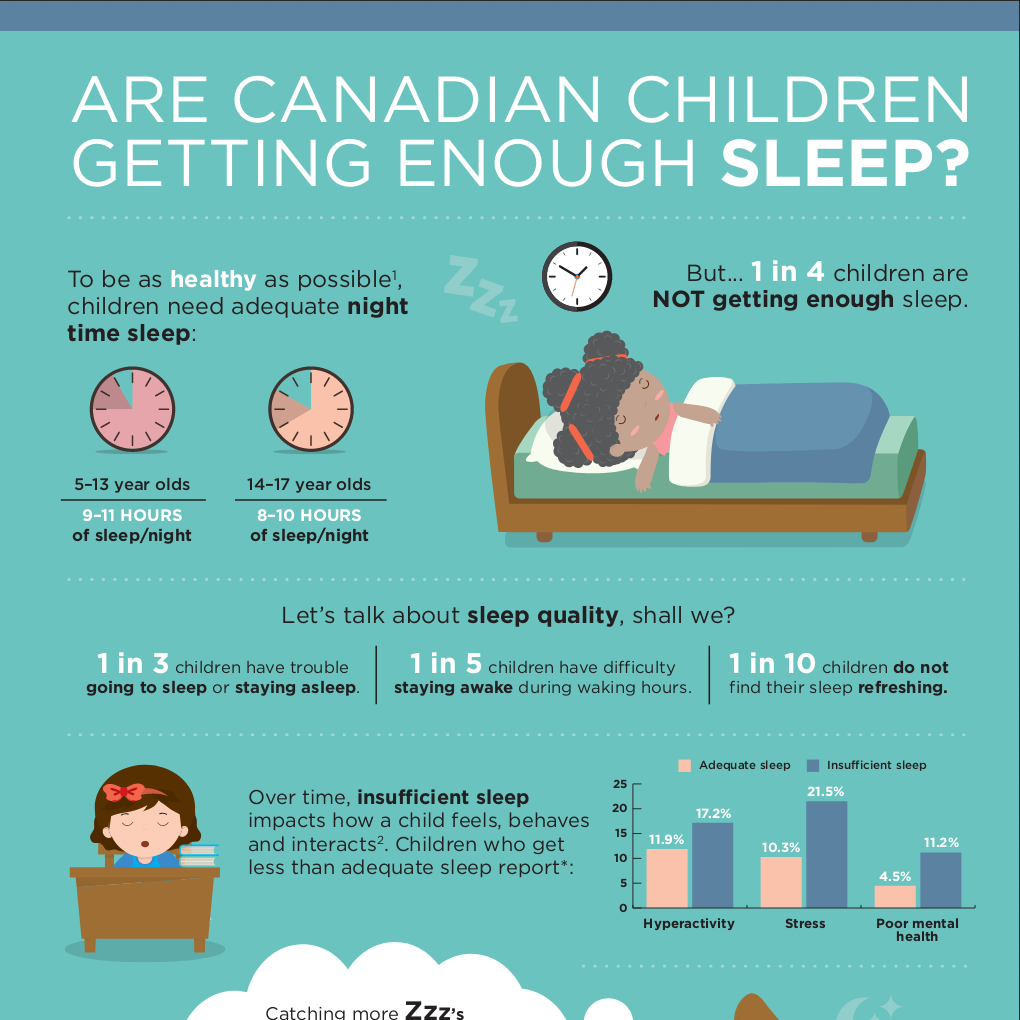 ARE CANADIAN CHILDREN
GETTING ENOUGH SLEEP?
To be as healthy as possible¹,
children need adequate night
time sleep:
Zzz
But... 1 in 4 children are
NOT getting enough sleep.
5–13 year olds
9–11 HOURS
of sleep/night
14–17 year olds
8–10 HOURS
of sleep/night
Let's talk about sleep quality, shall we?
1 in 3 children have trouble
going to sleep or staying asleep.
1 in 5 children have difficulty
staying awake during waking hours.
1 in 10 children do not
find their sleep refreshing.
Over time, insufficient sleep
impacts how a child feels, behaves
and interacts². Children who get
less than adequate sleep report*:
Adequate sleep
Insufficient sleep
25
20
15
10
5
0
11.9%
17.2%
10.3%
21.5%
4.5%
11.2%
Hyperactivity
Stress
Poor mental
health
Catching more Zzz's